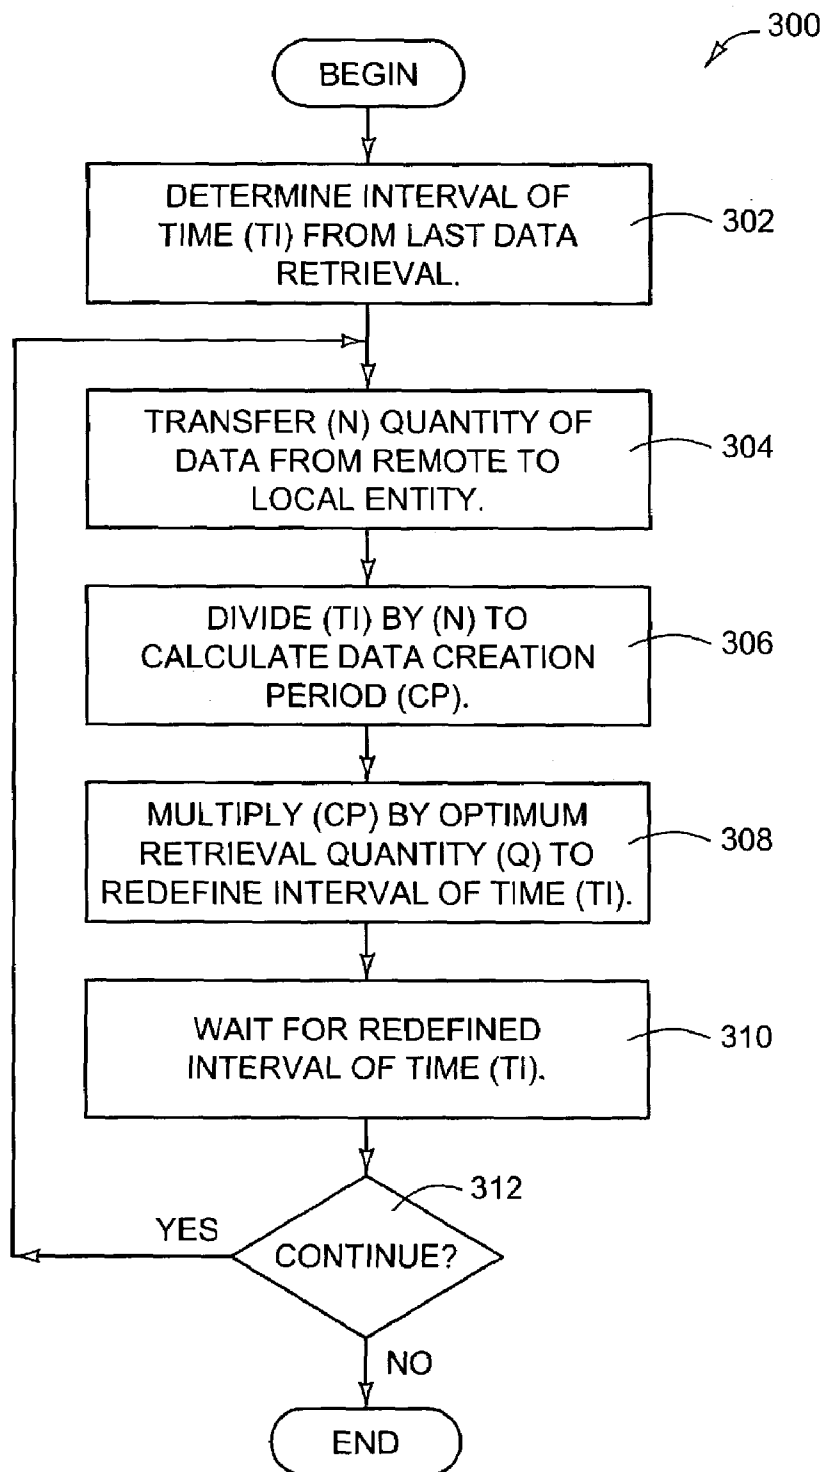 300
BEGIN
DETERMINE INTERVAL OF
TIME (TI) FROM LAST DATA
RETRIEVAL.
302
TRANSFER (N) QUANTITY OF
DATA FROM REMOTE TO
LOCAL ENTITY.
304
DIVIDE (TI) BY (N) TO
CALCULATE DATA CREATION
PERIOD (CP).
306
MULTIPLY (CP) BY OPTIMUM
RETRIEVAL QUANTITY (Q) TO
REDEFINE INTERVAL OF TIME (TI).
308
WAIT FOR REDEFINED
INTERVAL OF TIME (TI).
310
312
YES
CONTINUE?
NO
END